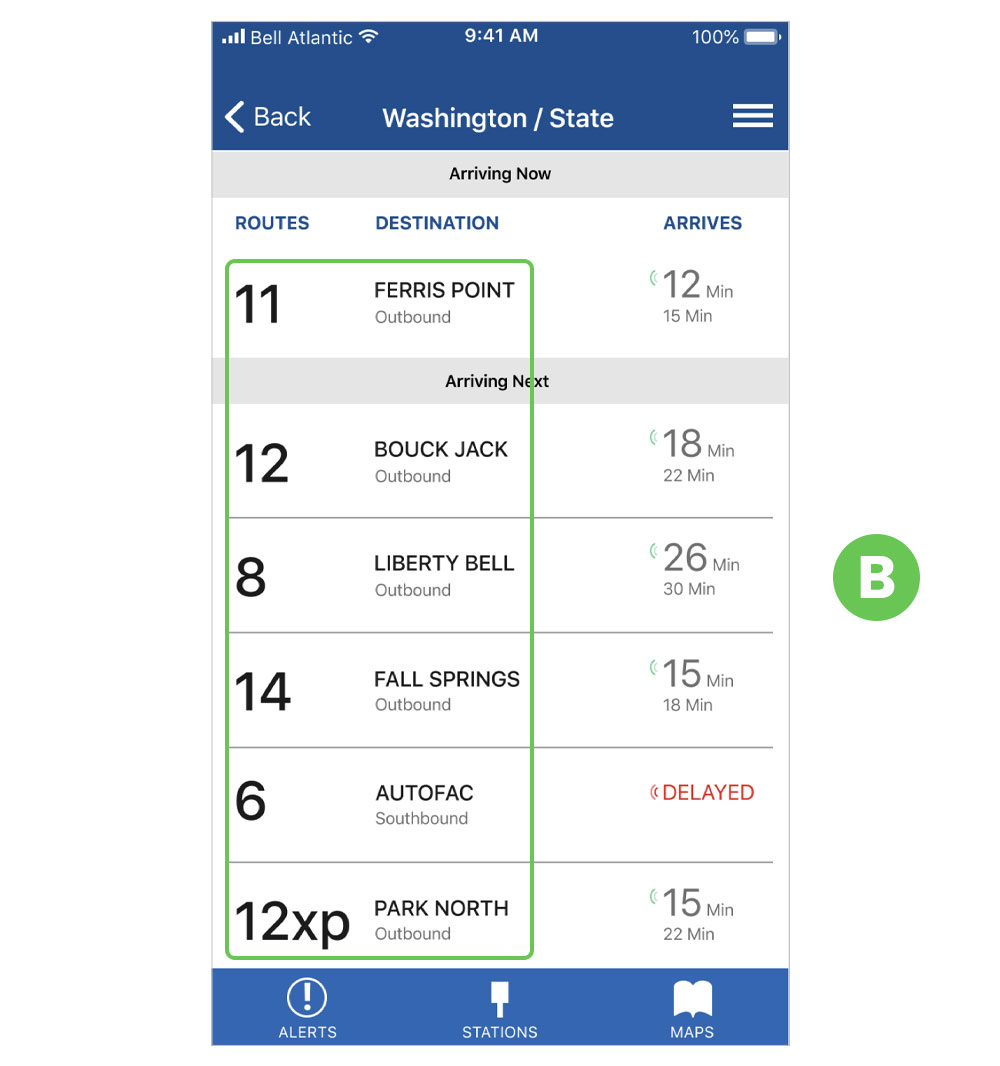 Bell Atlantic 9:41 AM 100%
Back Washington / State
Arriving Now
ROUTES DESTINATION ARRIVES
11 FERRIS POINT 12 Min
Outbound 15 Min
Arriving Next
12 BOUCK JACK 18 Min
Outbound 22 Min
8 LIBERTY BELL 26 Min
Outbound 30 Min
14 FALL SPRINGS 15 Min
Outbound 18 Min
6 AUTOFAC DELAYED
Southbound
12xp PARK NORTH 15 Min
Outbound 22 Min
ALERTS STATIONS MAPS
B